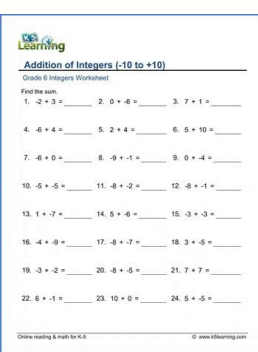 K5 Learning
Addition of Integers (-10 to +10)
Grade 6 Integers Worksheet
Find the sum.
1. -2 + 3 = ______ 2. 0 + -6 = ______ 3. 7 + 1 = ______
4. -6 + 4 = ______ 5. 2 + 4 = ______ 6. 5 + 10 = ______
7. -6 + 0 = ______ 8. -9 + -1 = ______ 9. 0 + -4 = ______
10. -5 + -5 = ______ 11. -8 + -2 = ______ 12. -8 + -1 = ______
13. 1 + -7 = ______ 14. 5 + -6 = ______ 15. -3 + -3 = ______
16. -4 + -9 = ______ 17. -8 + -7 = ______ 18. 3 + -5 = ______
19. -3 + -2 = ______ 20. -8 + -5 = ______ 21. 7 + 7 = ______
22. 6 + -1 = ______ 23. 10 + 0 = ______ 24. 5 + -5 = ______
Online reading & math for K-5 © www.k5learning.com